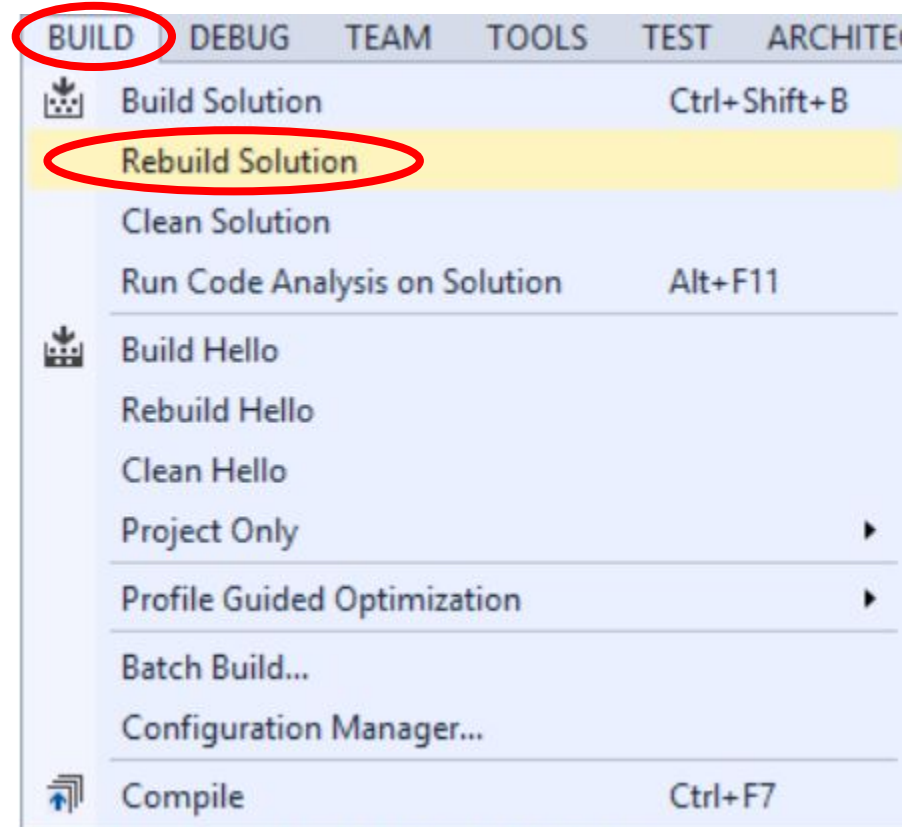 BUILD DEBUG TEAM TOOLS TEST ARCHITE
Build Solution Ctrl+Shift+B
Rebuild Solution
Clean Solution
Run Code Analysis on Solution Alt+F11
Build Hello
Rebuild Hello
Clean Hello
Project Only
Profile Guided Optimization
Batch Build...
Configuration Manager...
Compile Ctrl+F7